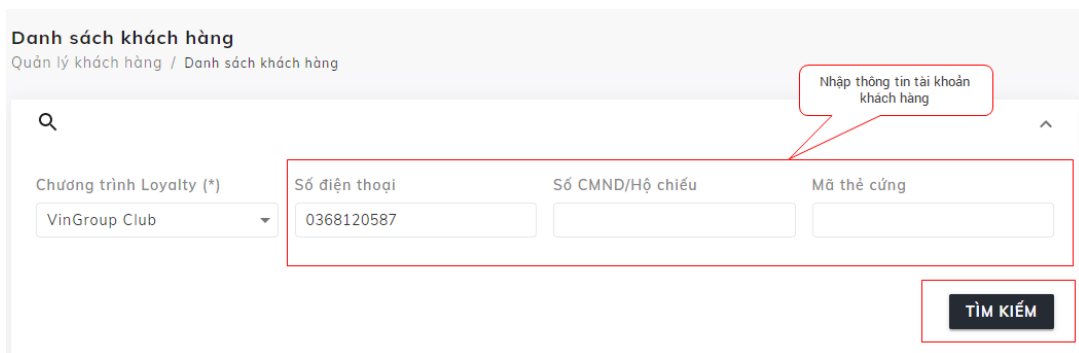 Danh sách khách hàng
Quản lý khách hàng / Danh sách khách hàng
Nhập thông tin tài khoản
khách hàng
Chương trình Loyalty (*)
Số điện thoại
Số CMND/Hộ chiếu
Mã thẻ cứng
VinGroup Club
0368120587
TÌM KIẾM